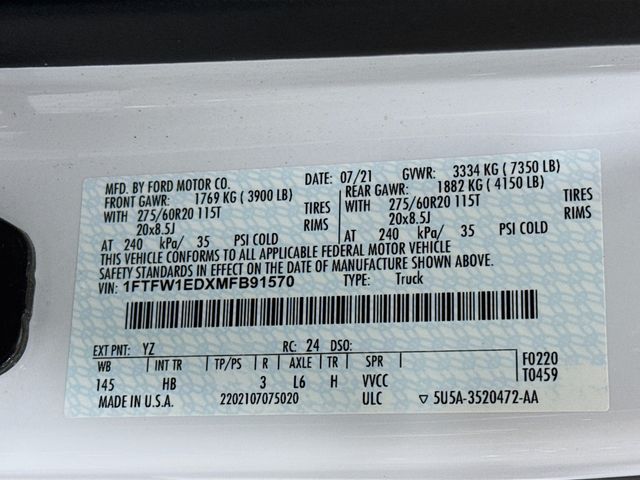 MFD. BY FORD MOTOR CO. DATE: 07/21 GVWR: 3334 KG (7350 LB)
FRONT GAWR: 1769 KG (3900 LB) REAR GAWR: 1882 KG (4150 LB)
WITH 275/60R20 115T TIRES WITH 275/60R20 115T TIRES
20x8.5J RIMS 20x8.5J RIMS
AT 240 kPa/ 35 PSI COLD AT 240 kPa/ 35 PSI COLD
THIS VEHICLE CONFORMS TO ALL APPLICABLE FEDERAL MOTOR VEHICLE
SAFETY STANDARDS IN EFFECT ON THE DATE OF MANUFACTURE SHOWN ABOVE.
VIN: 1FTFW1EDXMFB91570 TYPE: Truck
EXT PNT: YZ RC: 24 DSO:
WB INT TR TP/PS R AXLE TR SPR F0220
145 HB 3 L6 H VVCC T0459
MADE IN U.S.A. 2202107075020 ULC ▽ 5U5A-3520472-AA